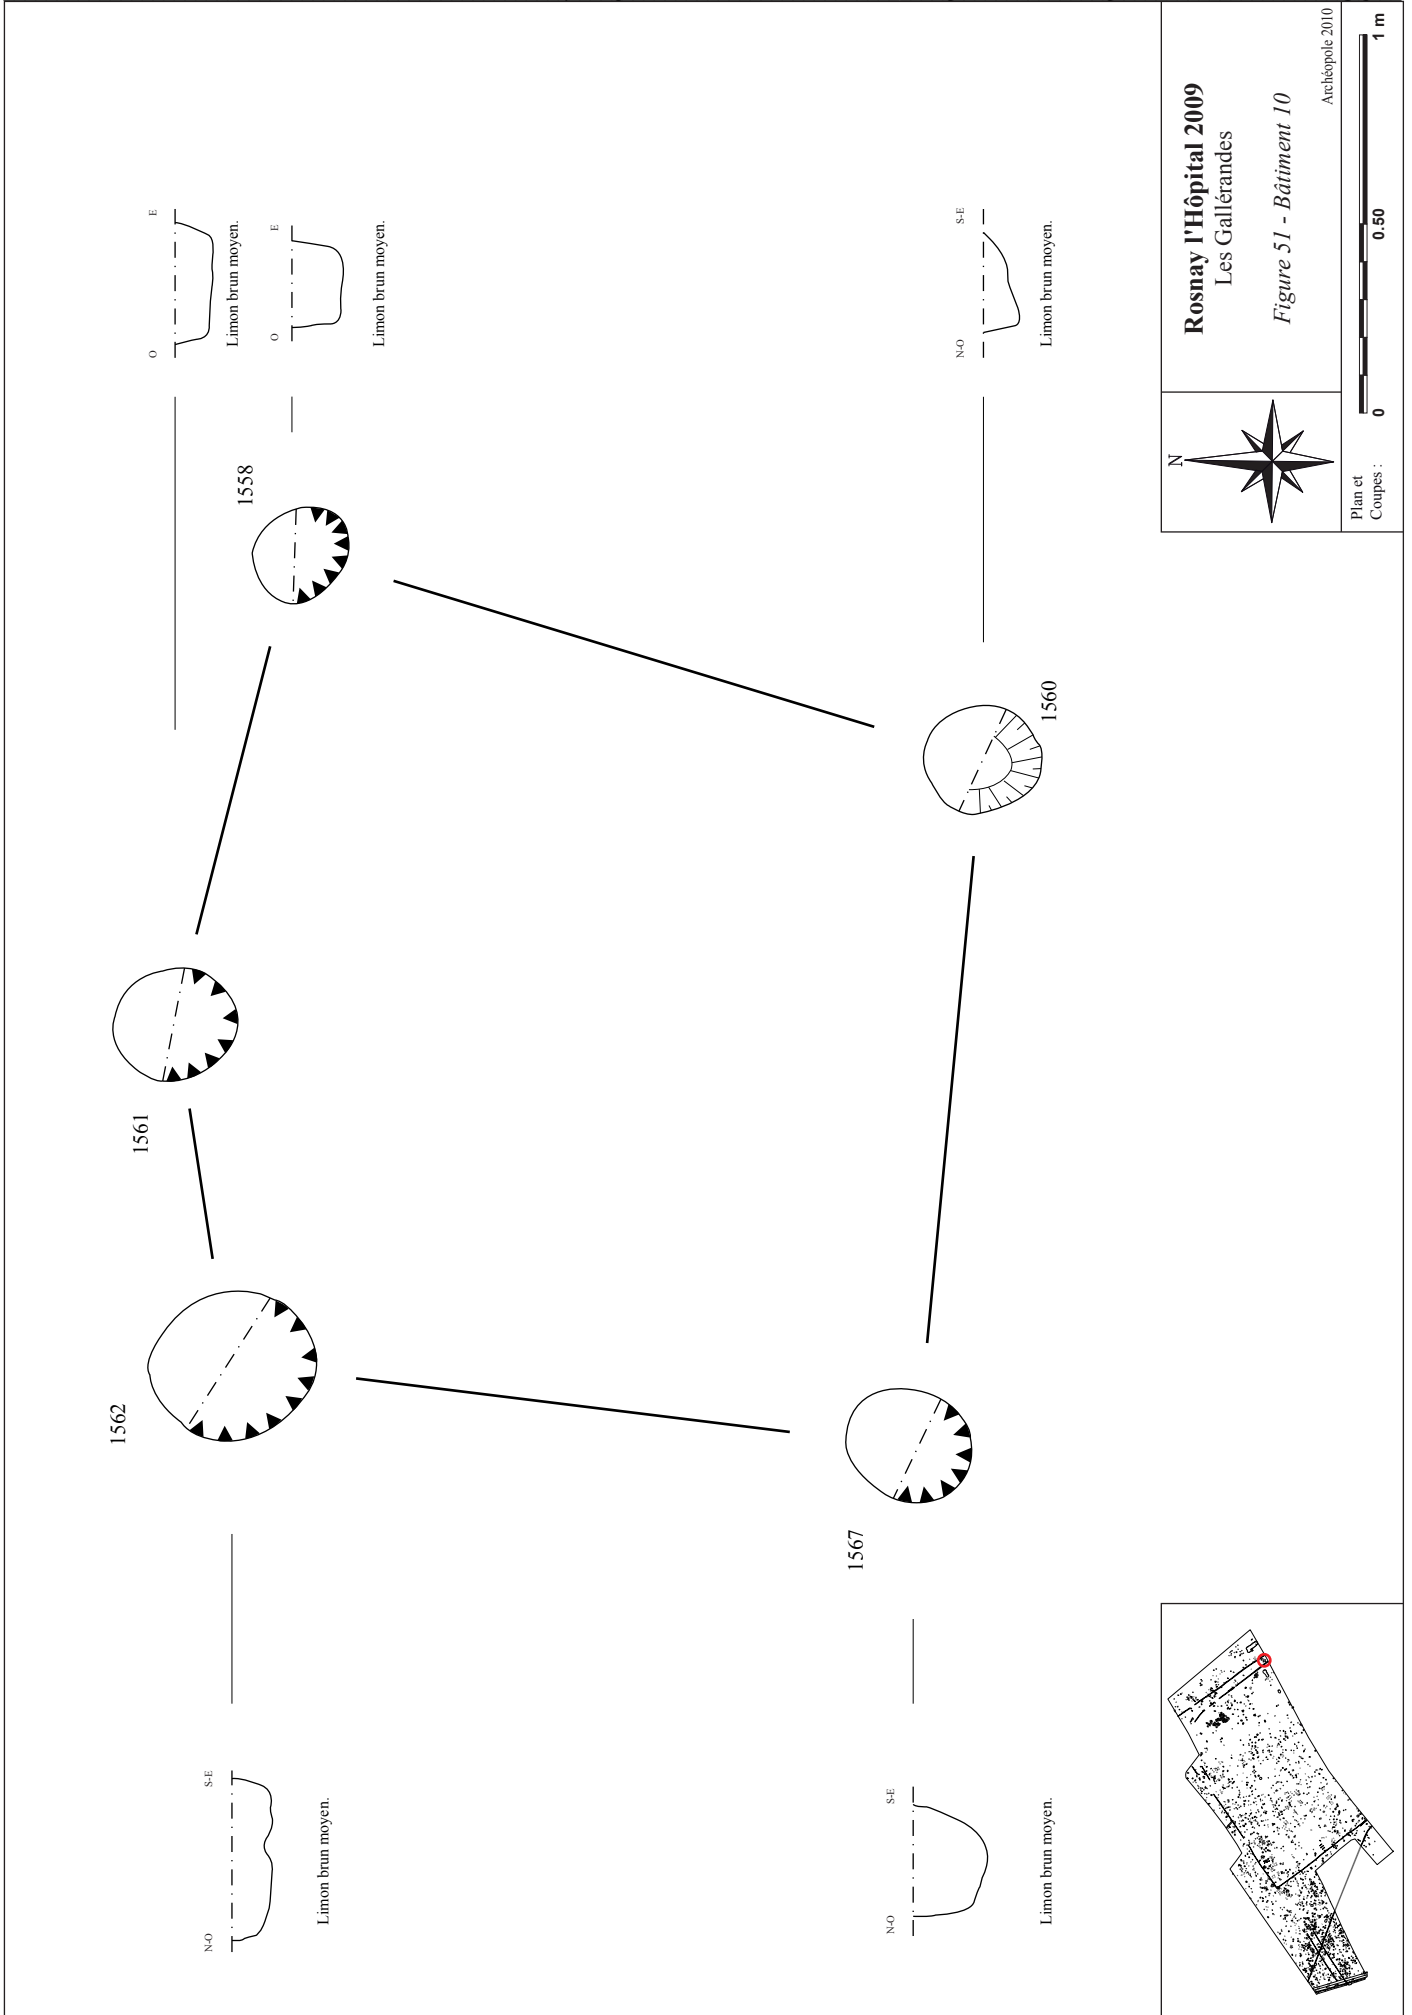 1562
1561
1558
1567
1560
N-O
S-E
Limon brun moyen.
O
E
Limon brun moyen.
O
E
Limon brun moyen.
N-O
S-E
Limon brun moyen.
N-O
S-E
Limon brun moyen.
N
Rosnay l'Hôpital 2009
Les Gallérandes
Figure 51 - Bâtiment 10
Archéopole 2010
Plan et
Coupes :
0
0.50
1 m